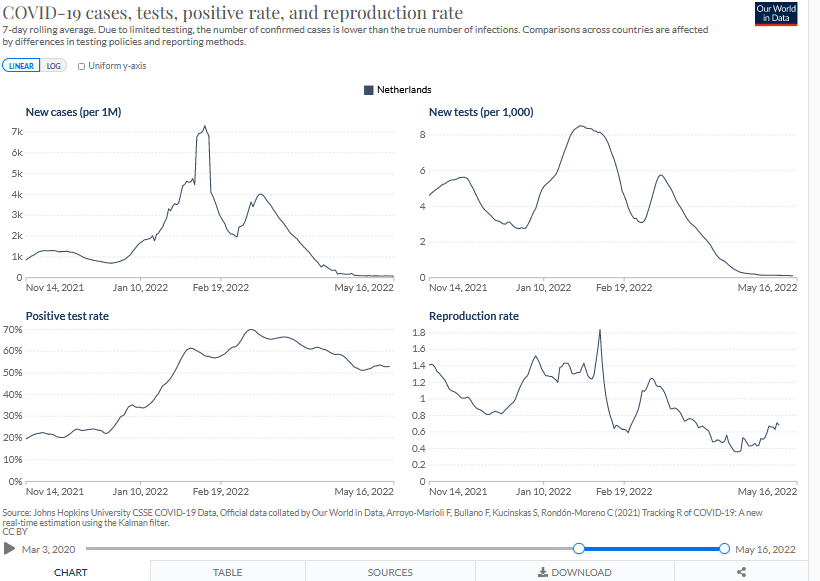 COVID-19 cases, tests, positive rate, and reproduction rate
Our World
in Data
7-day rolling average. Due to limited testing, the number of confirmed cases is lower than the true number of infections. Comparisons across countries are affected
by differences in testing policies and reporting methods.
LINEAR LOG Uniform y-axis
Netherlands
New cases (per 1M)
7k
6k
5k
4k
3k
2k
1k
0
Nov 14, 2021 Jan 10, 2022 Feb 19, 2022 May 16, 2022
New tests (per 1,000)
8
6
4
2
0
Nov 14, 2021 Jan 10, 2022 Feb 19, 2022 May 16, 2022
Positive test rate
70%
60%
50%
40%
30%
20%
10%
0%
Nov 14, 2021 Jan 10, 2022 Feb 19, 2022 May 16, 2022
Reproduction rate
1.8
1.6
1.4
1.2
1
0.8
0.6
0.4
0.2
0
Nov 14, 2021 Jan 10, 2022 Feb 19, 2022 May 16, 2022
Source: Johns Hopkins University CSSE COVID-19 Data, Official data collated by Our World in Data, Arroyo-Marioli F, Bullano F, Kucinskas S, Rondón-Moreno C (2021) Tracking R of COVID-19: A new
real-time estimation using the Kalman filter.
CC BY
Mar 3, 2020 May 16, 2022
CHART TABLE SOURCES DOWNLOAD